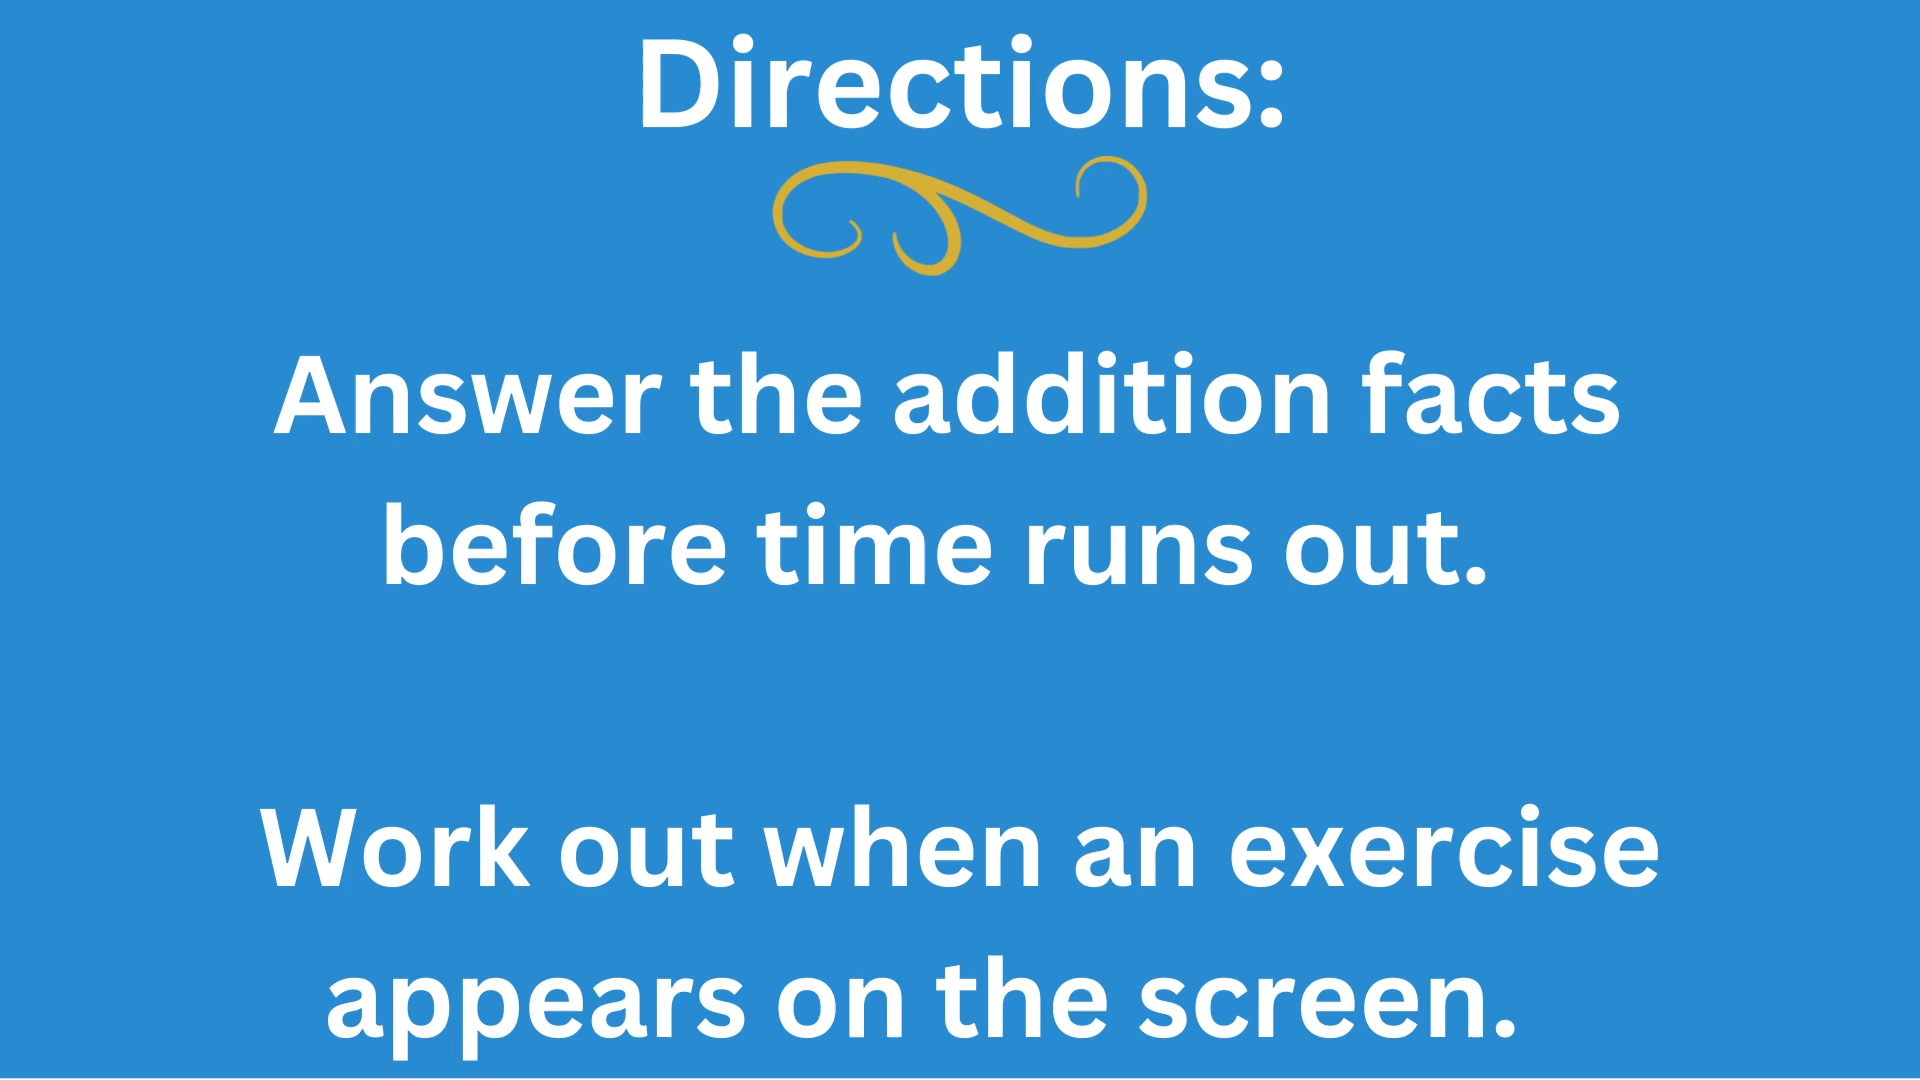 Directions:
Answer the addition facts
before time runs out.
Work out when an exercise
appears on the screen.